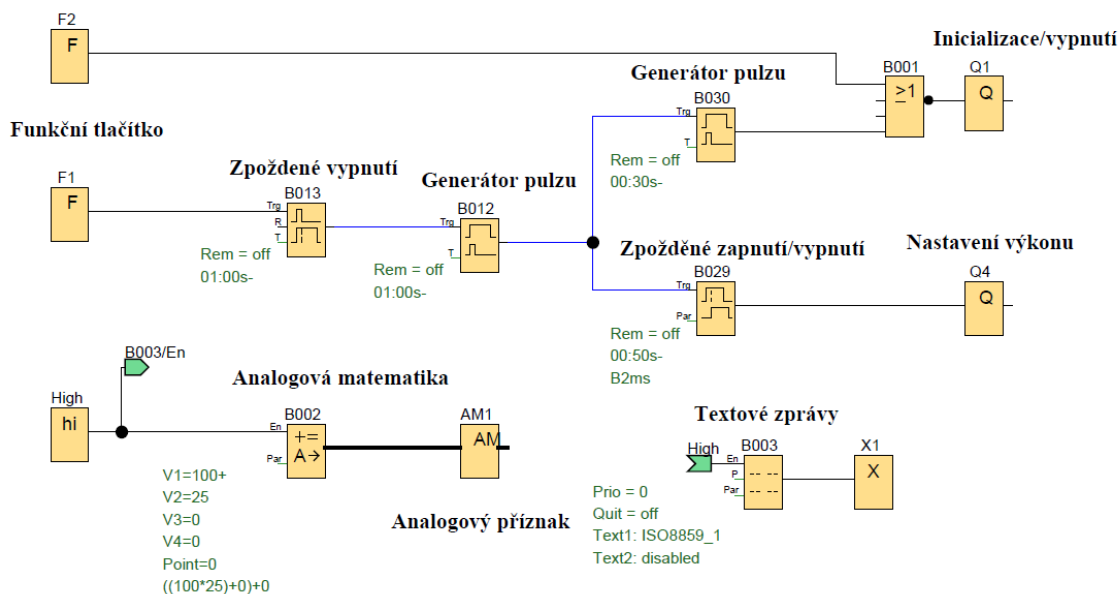 F2
F
Inicializace/vypnutí
B001
≥1
Q1
Q
Generátor pulzu
B030
Trg
T
Rem = off
00:30s-
Funkční tlačítko
F1
F
Zpoždené vypnutí
B013
Trg
R
T
Rem = off
01:00s-
Generátor pulzu
B012
Trg
T
Rem = off
01:00s-
Zpožděné zapnutí/vypnutí
B029
Trg
Par
Rem = off
00:50s-
B2ms
Nastavení výkonu
Q4
Q
B003/En
High
hi
Analogová matematika
B002
En
Par
+=
A→
V1=100+
V2=25
V3=0
V4=0
Point=0
((100*25)+0)+0
AM1
AM
Analogový příznak
Textové zprávy
High
B003
En
P
Par
X1
X
Prio = 0
Quit = off
Text1: ISO8859_1
Text2: disabled